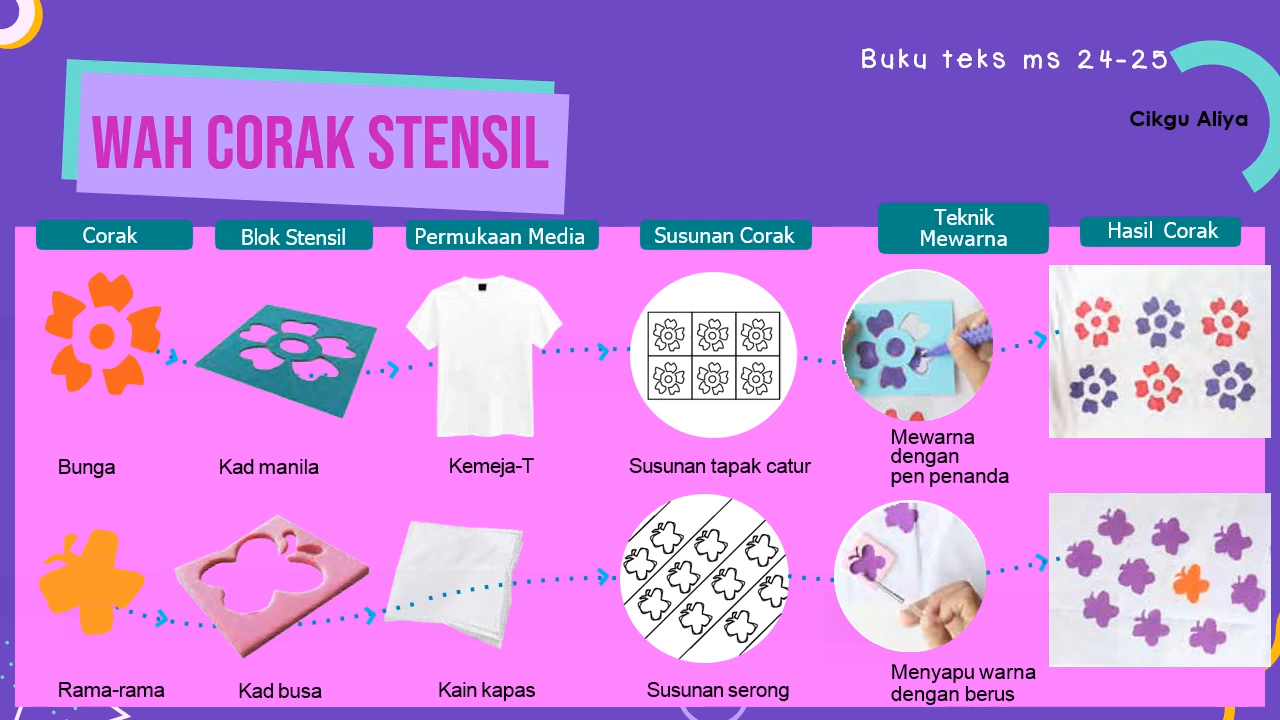 Buku teks ms 24-25
Cikgu Aliya
WAH CORAK STENSIL
Corak
Blok Stensil
Permukaan Media
Susunan Corak
Teknik
Mewarna
Hasil Corak
Bunga
Kad manila
Kemeja-T
Susunan tapak catur
Mewarna
dengan
pen penanda
Rama-rama
Kad busa
Kain kapas
Susunan serong
Menyapu warna
dengan berus